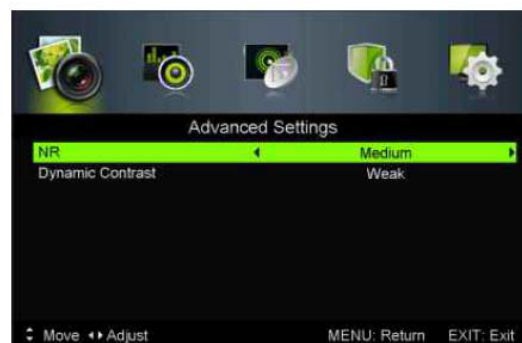 Advanced Settings
NR Medium
Dynamic Contrast Weak
Move Adjust MENU: Return EXIT: Exit